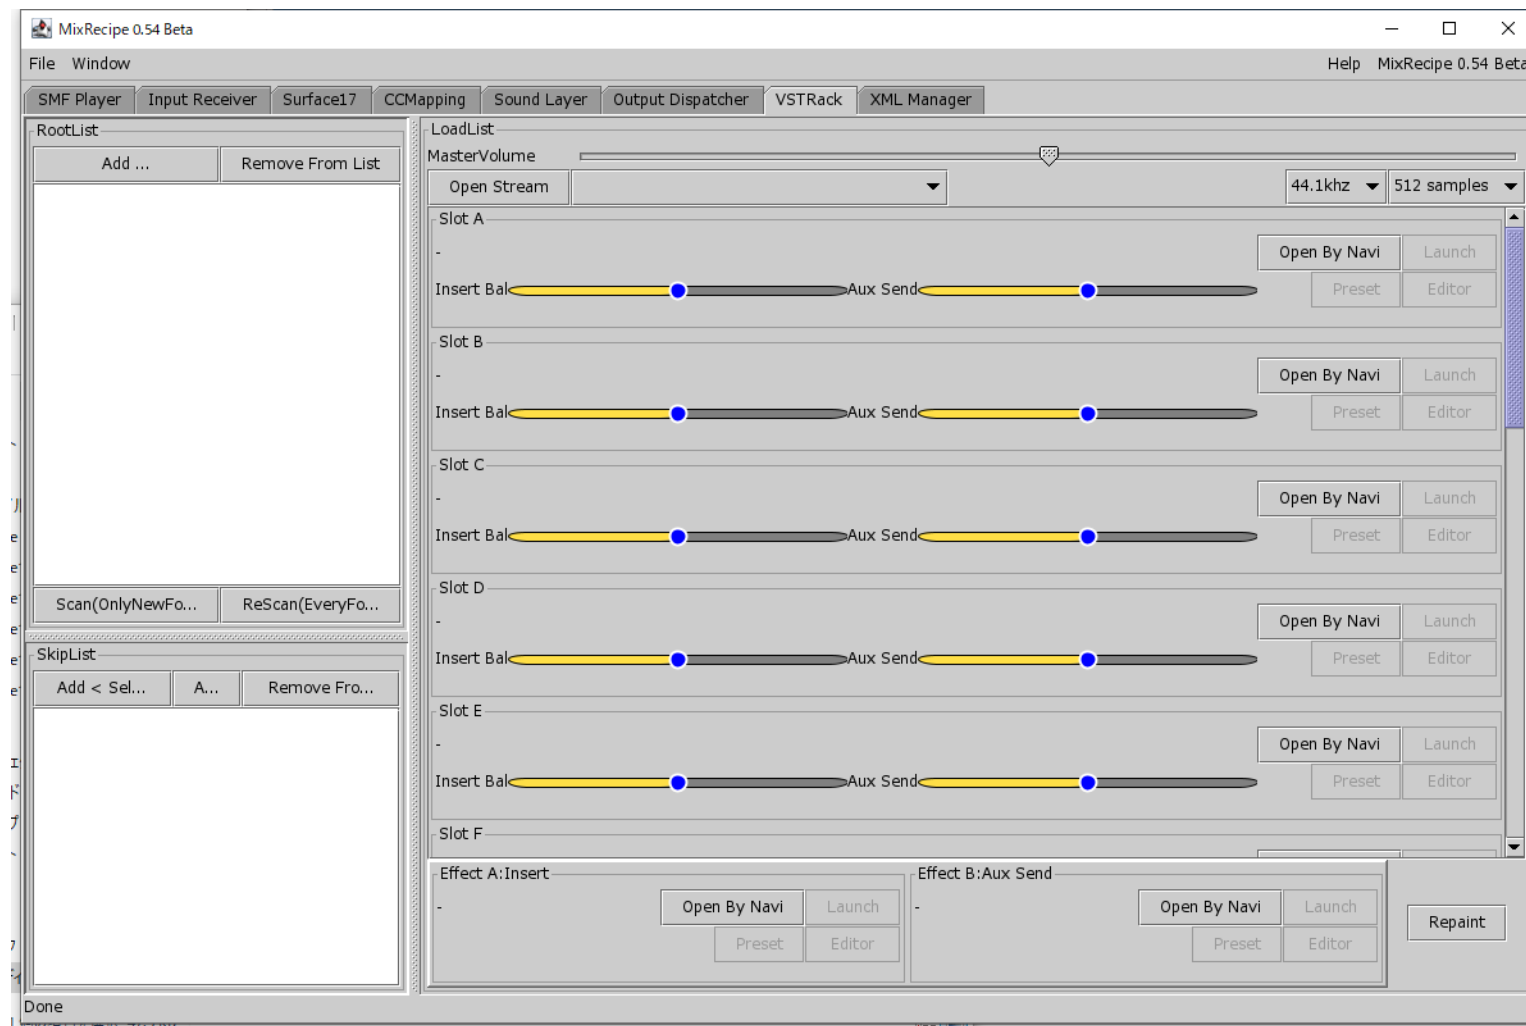 MixRecipe 0.54 Beta
File Window Help MixRecipe 0.54 Beta
SMF Player Input Receiver Surface17 CCMapping Sound Layer Output Dispatcher VSTRack XML Manager
RootList
Add ... Remove From List
Scan(OnlyNewFo... ReScan(EveryFo...
SkipList
Add < Sel... A... Remove Fro...
LoadList
MasterVolume
Open Stream 44.1khz 512 samples
Slot A
-
Open By Navi Launch
Insert Bal Aux Send Preset Editor
Slot B
-
Open By Navi Launch
Insert Bal Aux Send Preset Editor
Slot C
-
Open By Navi Launch
Insert Bal Aux Send Preset Editor
Slot D
-
Open By Navi Launch
Insert Bal Aux Send Preset Editor
Slot E
-
Open By Navi Launch
Insert Bal Aux Send Preset Editor
Slot F
Effect A:Insert
-
Open By Navi Launch
Preset Editor
Effect B:Aux Send
-
Open By Navi Launch
Preset Editor
Repaint
Done